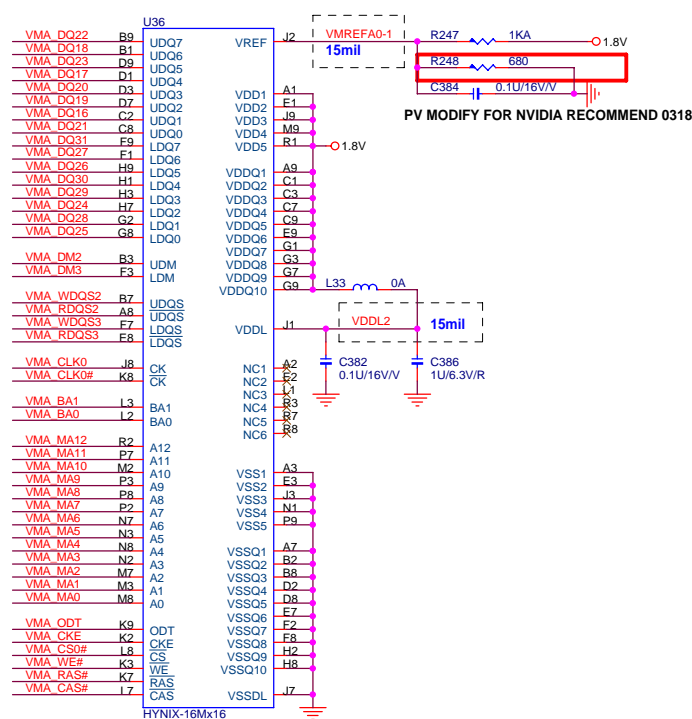 U36
VMA_DQ22 B9 UDQ7 VREF J2 VMREFA0-1 R247 1KA 1.8V
VMA_DQ18 B1 UDQ6 15mil
VMA_DQ23 D9 UDQ5 R248 680
VMA_DQ17 D1 UDQ4
VMA_DQ20 D3 UDQ3 VDD1 A1 C384 0.1U/16V/V
VMA_DQ19 D7 UDQ2 VDD2 E1
VMA_DQ16 C2 UDQ1 VDD3 J9 PV MODIFY FOR NVIDIA RECOMMEND 0318
VMA_DQ21 C8 UDQ0 VDD4 M9
VMA_DQ31 F9 LDQ7 VDD5 R1 1.8V
VMA_DQ27 F1 LDQ6
VMA_DQ26 H9 LDQ5 VDDQ1 A9
VMA_DQ30 H1 LDQ4 VDDQ2 C1
VMA_DQ29 H3 LDQ3 VDDQ3 C3
VMA_DQ24 H7 LDQ2 VDDQ4 C7
VMA_DQ28 G2 LDQ1 VDDQ5 C9
VMA_DQ25 G8 LDQ0 VDDQ6 E9
VDDQ7 G1
VMA_DM2 B3 UDM VDDQ8 G3
VMA_DM3 F3 LDM VDDQ9 G7
VDDQ10 G9 L33 0A
VMA_WDQS2 B7 UDQS
VMA_RDQS2 A8 UDQS
VMA_WDQS3 F7 LDQS VDDL J1 VDDL2 15mil
VMA_RDQS3 E8 LDQS
VMA_CLK0 J8 CK NC1 A2 C382 C386
VMA_CLK0# K8 CK NC2 E2 0.1U/16V/V 1U/6.3V/R
NC3 L1
VMA_BA1 L3 BA1 NC4 R3
VMA_BA0 L2 BA0 NC5 R7
NC6 R8
VMA_MA12 R2 A12
VMA_MA11 P7 A11
VMA_MA10 M2 A10 VSS1 A3
VMA_MA9 P3 A9 VSS2 E3
VMA_MA8 P8 A8 VSS3 J3
VMA_MA7 P2 A7 VSS4 N1
VMA_MA6 N7 A6 VSS5 P9
VMA_MA5 N3 A5
VMA_MA4 N8 A4 VSSQ1 A7
VMA_MA3 N2 A3 VSSQ2 B2
VMA_MA2 M7 A2 VSSQ3 B8
VMA_MA1 M3 A1 VSSQ4 D2
VMA_MA0 M8 A0 VSSQ5 D8
VSSQ6 E7
VMA_ODT K9 ODT VSSQ7 F2
VMA_CKE K2 CKE VSSQ8 F8
VMA_CS0# L8 CS VSSQ9 H2
VMA_WE# K3 WE VSSQ10 H8
VMA_RAS# K7 RAS
VMA_CAS# L7 CAS VSSDL J7
HYNIX-16Mx16